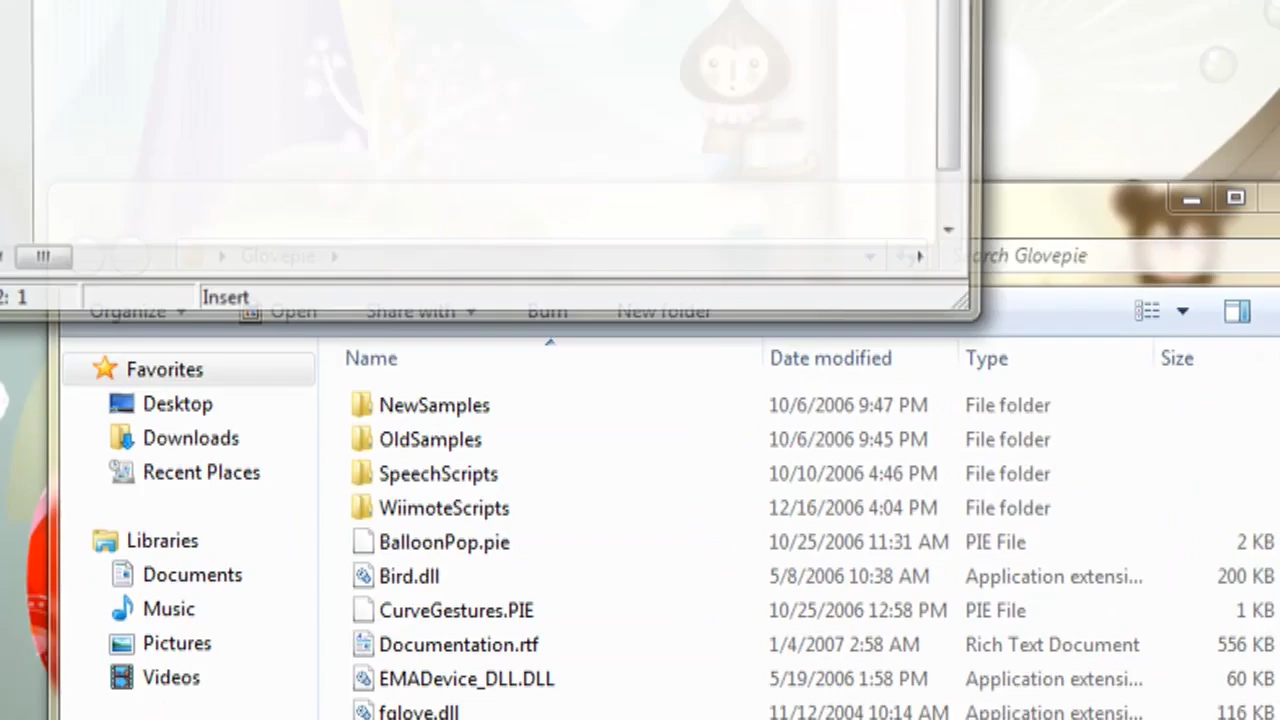 Glovepie
Search Glovepie
2: 1 Insert
Organize Open Share with Burn New folder
Name Date modified Type Size
Favorites
Desktop
Downloads
Recent Places
Libraries
Documents
Music
Pictures
Videos
NewSamples 10/6/2006 9:47 PM File folder
OldSamples 10/6/2006 9:45 PM File folder
SpeechScripts 10/10/2006 4:46 PM File folder
WiimoteScripts 12/16/2006 4:04 PM File folder
BalloonPop.pie 10/25/2006 11:31 AM PIE File 2 KB
Bird.dll 5/8/2006 10:38 AM Application extensi... 200 KB
CurveGestures.PIE 10/25/2006 12:58 PM PIE File 1 KB
Documentation.rtf 1/4/2007 2:58 AM Rich Text Document 556 KB
EMADevice_DLL.DLL 5/19/2006 1:58 PM Application extensi... 60 KB
fglove.dll 11/12/2004 10:14 AM Application extensi... 116 KB